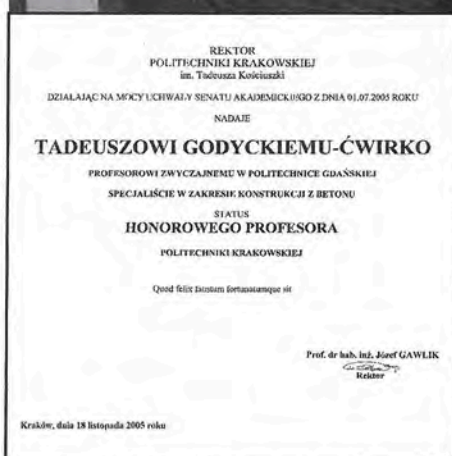 REKTOR
POLITECHNIKI KRAKOWSKIEJ
im. Tadeusza Kościuszki
DZIAŁAJĄC NA MOCY UCHWAŁY SENATU AKADEMICKIEGO Z DNIA 01.07.2005 ROKU
NADAJE
TADEUSZOWI GODYCKIEMU-ĆWIRKO
PROFESOROWI ZWYCZAJNEMU W POLITECHNICE GDAŃSKIEJ
SPECJALIŚCIE W ZAKRESIE KONSTRUKCJI Z BETONU
STATUS
HONOROWEGO PROFESORA
POLITECHNIKI KRAKOWSKIEJ
Quod felix faustum fortunatumque sit
Prof. dr hab. inż. Józef GAWLIK
Rektor
Kraków, dnia 18 listopada 2005 roku